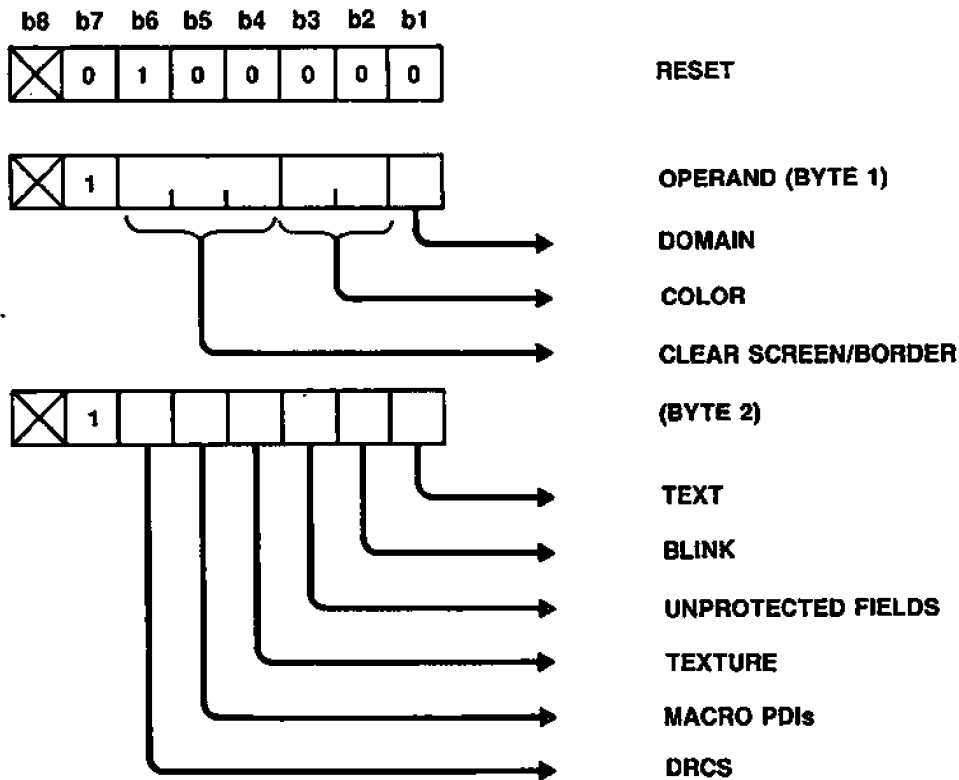 b8 b7 b6 b5 b4 b3 b2 b1
0 1 0 0 0 0 0 RESET
1 OPERAND (BYTE 1)
DOMAIN
COLOR
CLEAR SCREEN/BORDER
1 (BYTE 2)
TEXT
BLINK
UNPROTECTED FIELDS
TEXTURE
MACRO PDIs
DRCS